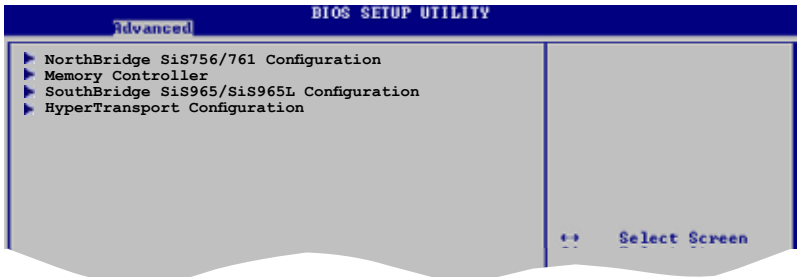 BIOS SETUP UTILITY
Advanced
NorthBridge SiS756/761 Configuration
Memory Controller
SouthBridge SiS965/SiS965L Configuration
HyperTransport Configuration
↔ Select Screen